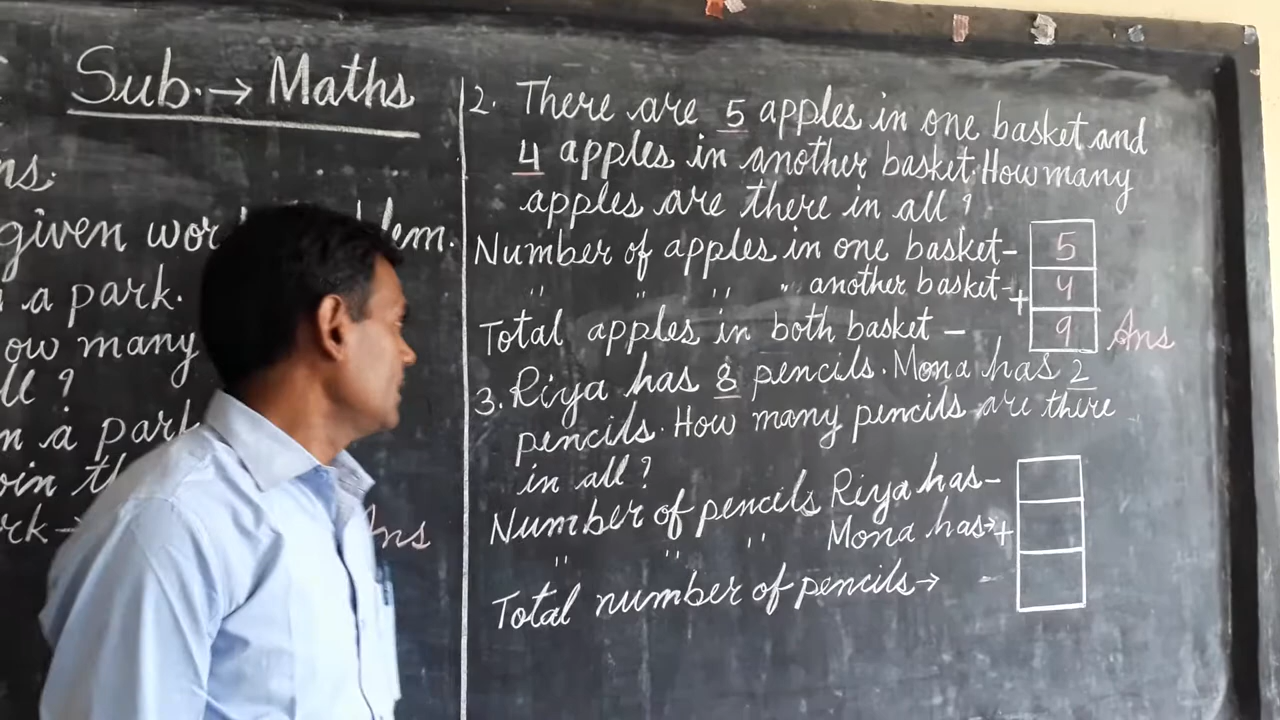 Sub. → Maths
ns.
given wor lem.
a park.
ow many
ll ?
n a park
oin th
rk → Ans
2. There are 5 apples in one basket and
4 apples in another basket. How many
apples are there in all ?
Number of apples in one basket - 5
" " " " another basket - + 4
Total apples in both basket - 9 Ans
3. Riya has 8 pencils. Mona has 2
pencils. How many pencils are there
in all ?
Number of pencils Riya has -
" " " Mona has → +
Total number of pencils →